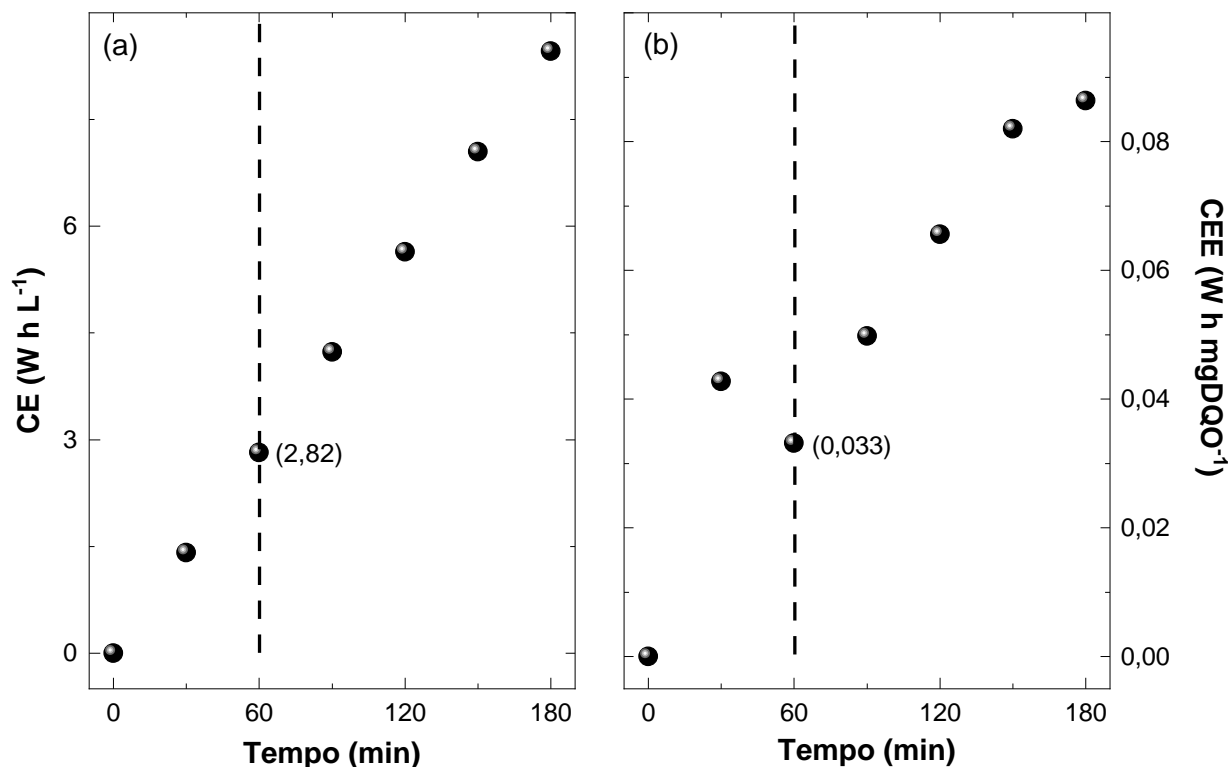 (a)
CE (W h L⁻¹)
6
3
0
(2,82)
0 60 120 180
Tempo (min)
(b)
(0,033)
0,08
0,06
0,04
0,02
0,00
CEE (W h mgDQO⁻¹)
0 60 120 180
Tempo (min)